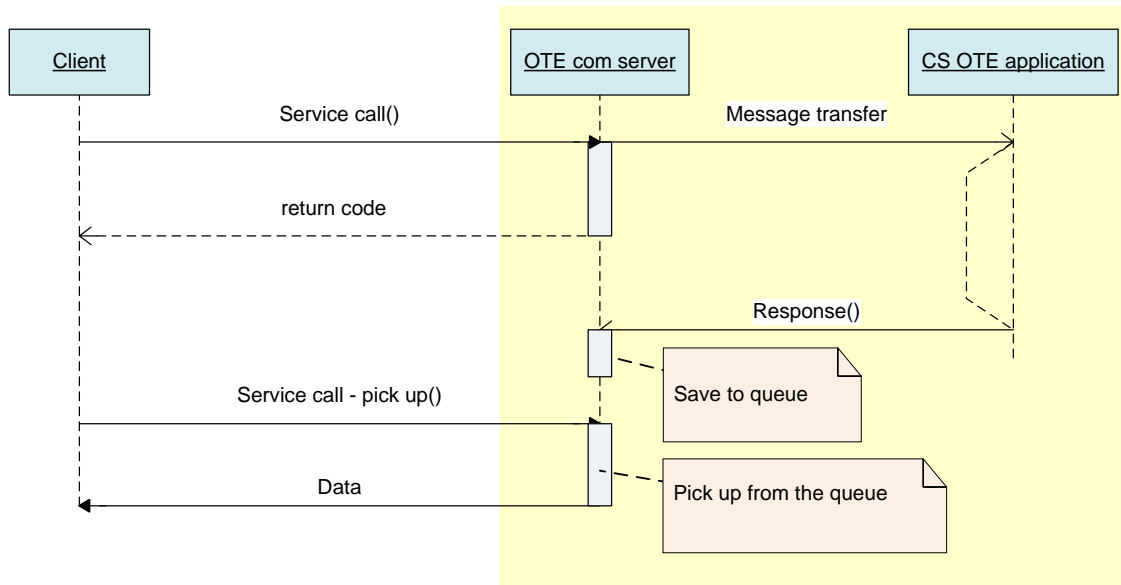 Client
OTE com server
CS OTE application
Service call()
Message transfer
return code
Response()
Save to queue
Service call - pick up()
Data
Pick up from the queue